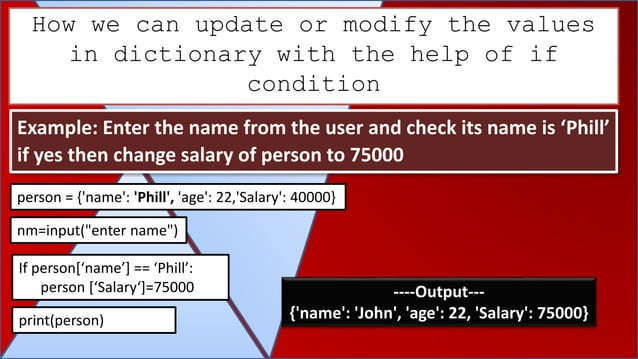 How we can update or modify the values
in dictionary with the help of if
condition
Example: Enter the name from the user and check its name is ‘Phill’
if yes then change salary of person to 75000
person = {'name': 'Phill', 'age': 22,'Salary': 40000}
nm=input("enter name")
If person[‘name’] == ‘Phill’:
person [‘Salary‘]=75000
print(person)
----Output---
{'name': 'John', 'age': 22, 'Salary': 75000}